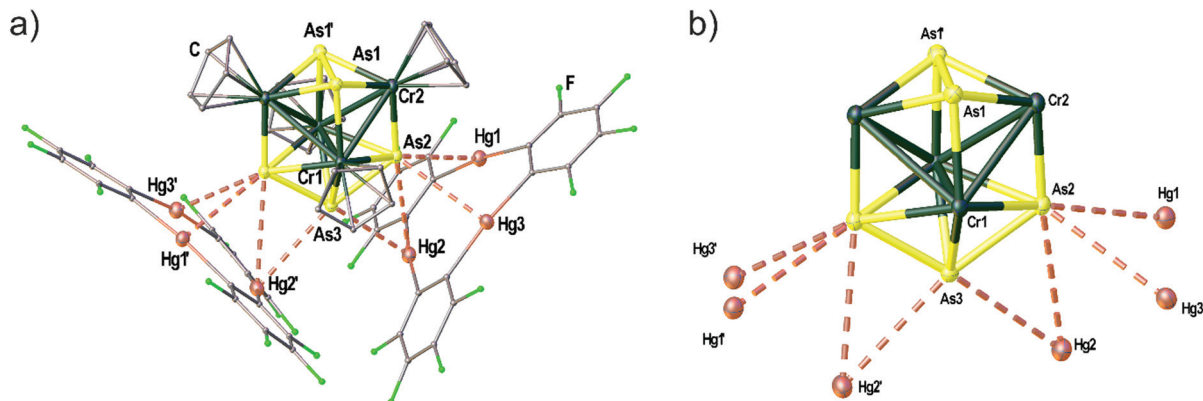 a)
As1'
As1
C
Cr2
F
As2
Hg1
Cr1
Hg3'
As3
Hg3
Hg1'
Hg2
Hg2'
b)
As1'
As1
Cr2
As2
Hg1
Cr1
Hg3'
As3
Hg3
Hg1'
Hg2
Hg2'